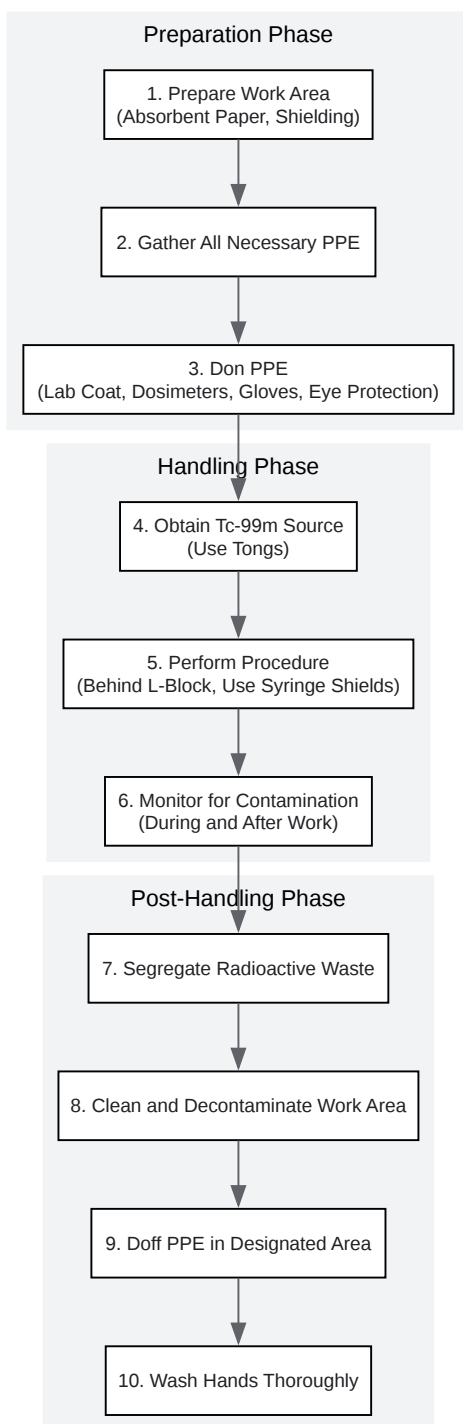 Preparation Phase
1. Prepare Work Area
(Absorbent Paper, Shielding)
2. Gather All Necessary PPE
3. Don PPE
(Lab Coat, Dosimeters, Gloves, Eye Protection)
Handling Phase
4. Obtain Tc-99m Source
(Use Tongs)
5. Perform Procedure
(Behind L-Block, Use Syringe Shields)
6. Monitor for Contamination
(During and After Work)
Post-Handling Phase
7. Segregate Radioactive Waste
8. Clean and Decontaminate Work Area
9. Doff PPE in Designated Area
10. Wash Hands Thoroughly